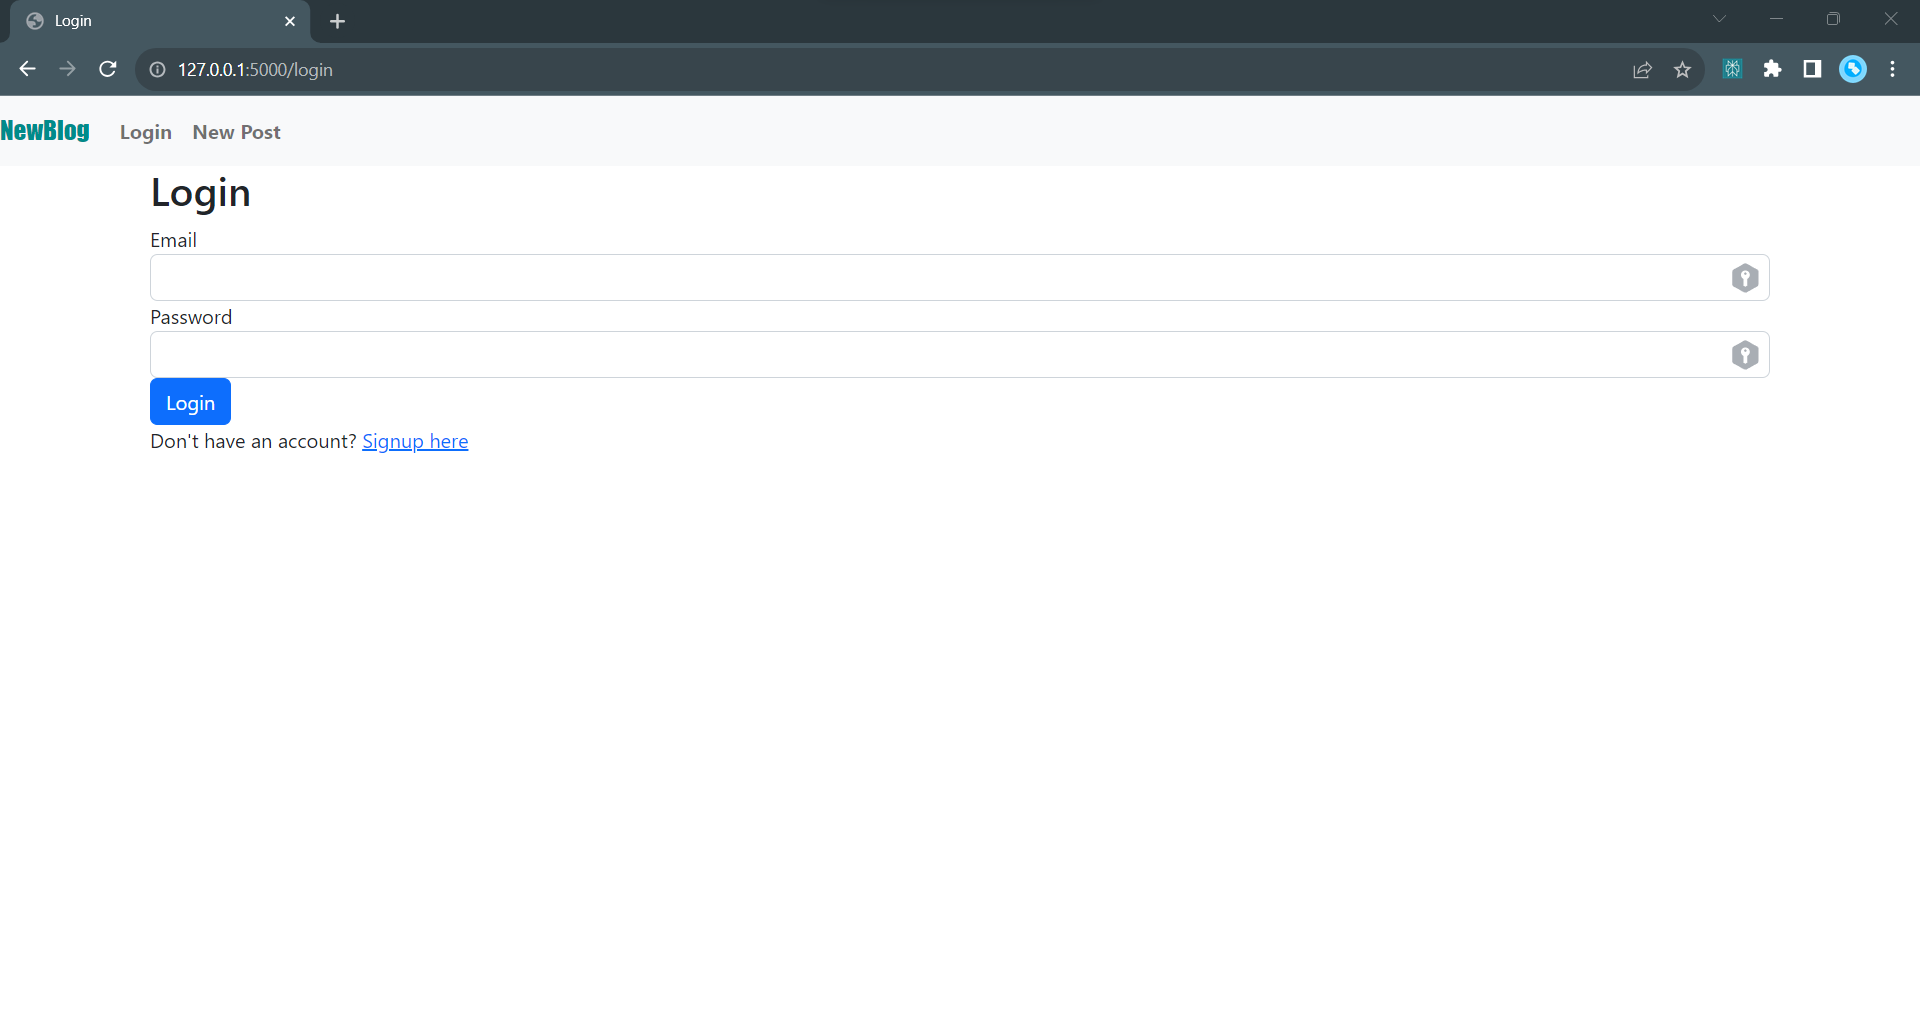 Login
127.0.0.1:5000/login
NewBlog Login New Post
Login
Email
Password
Login
Don't have an account? Signup here